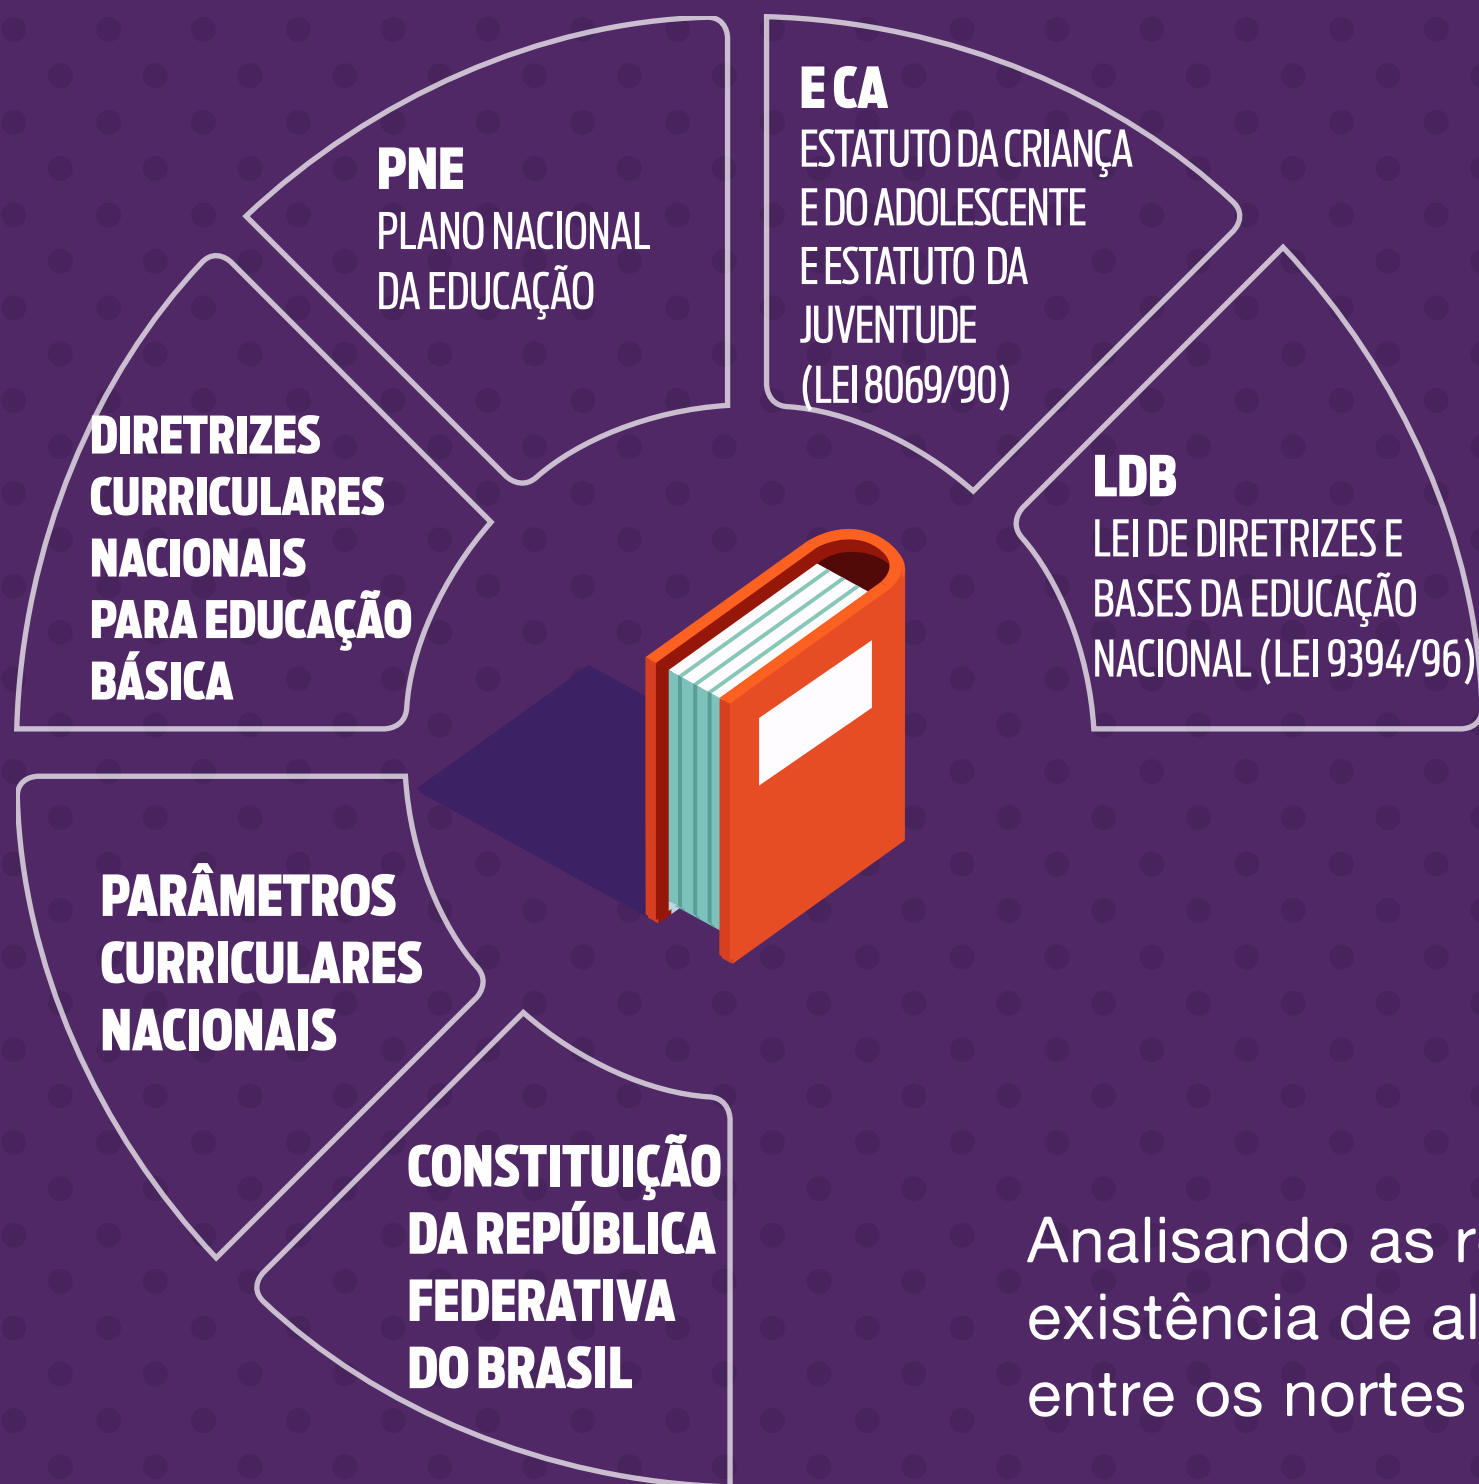 E CA
ESTATUTO DA CRIANÇA
E DO ADOLESCENTE
E ESTATUTO DA
JUVENTUDE
(LEI 8069/90)
PNE
PLANO NACIONAL
DA EDUCAÇÃO
DIRETRIZES
CURRICULARES
NACIONAIS
PARA EDUCAÇÃO
BÁSICA
LDB
LEI DE DIRETRIZES E
BASES DA EDUCAÇÃO
NACIONAL (LEI 9394/96)
PARÂMETROS
CURRICULARES
NACIONAIS
CONSTITUIÇÃO
DA REPÚBLICA
FEDERATIVA
DO BRASIL
Analisando as
existência de
entre os nortes